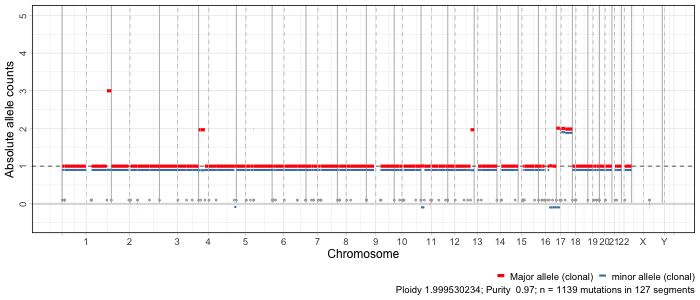 Absolute allele counts
5
4
3
2
1
0
1 2 3 4 5 6 7 8 9 10 11 12 13 14 15 16 17 18 19 20 21 22 X Y
Chromosome
Major allele (clonal) minor allele (clonal)
Ploidy 1.999530234; Purity 0.97; n = 1139 mutations in 127 segments